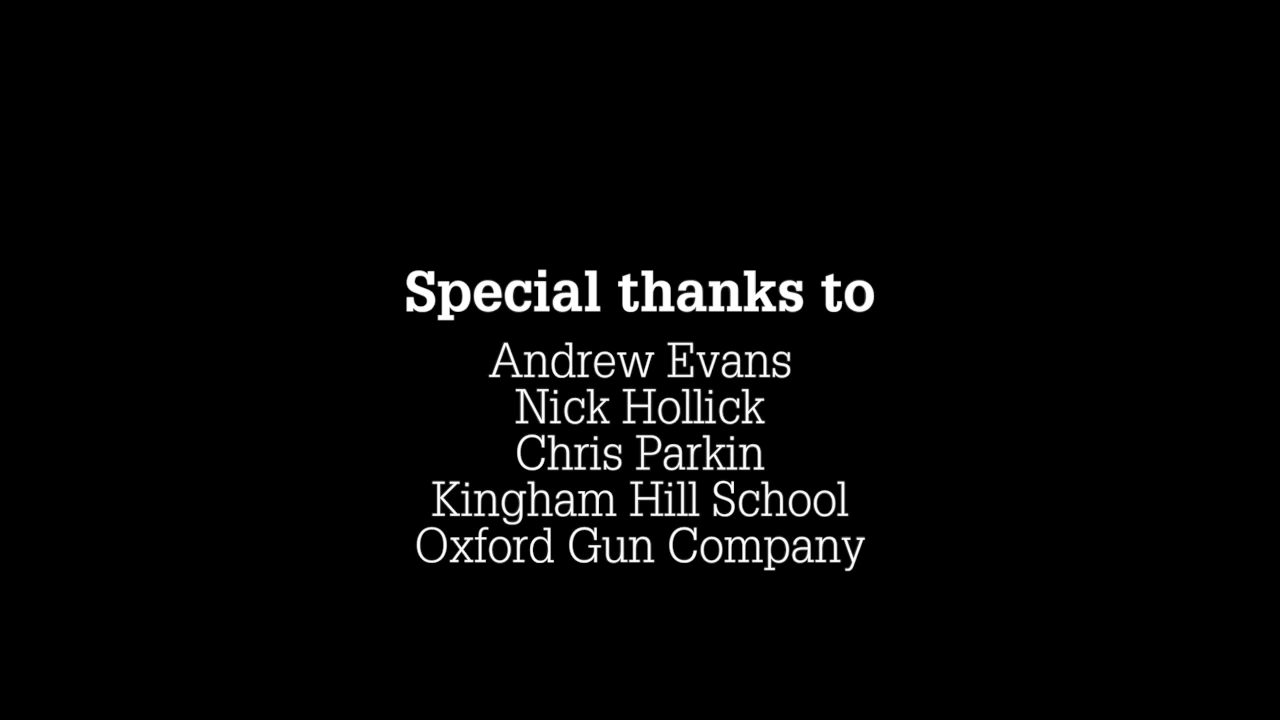 Special thanks to
Andrew Evans
Nick Hollick
Chris Parkin
Kingham Hill School
Oxford Gun Company